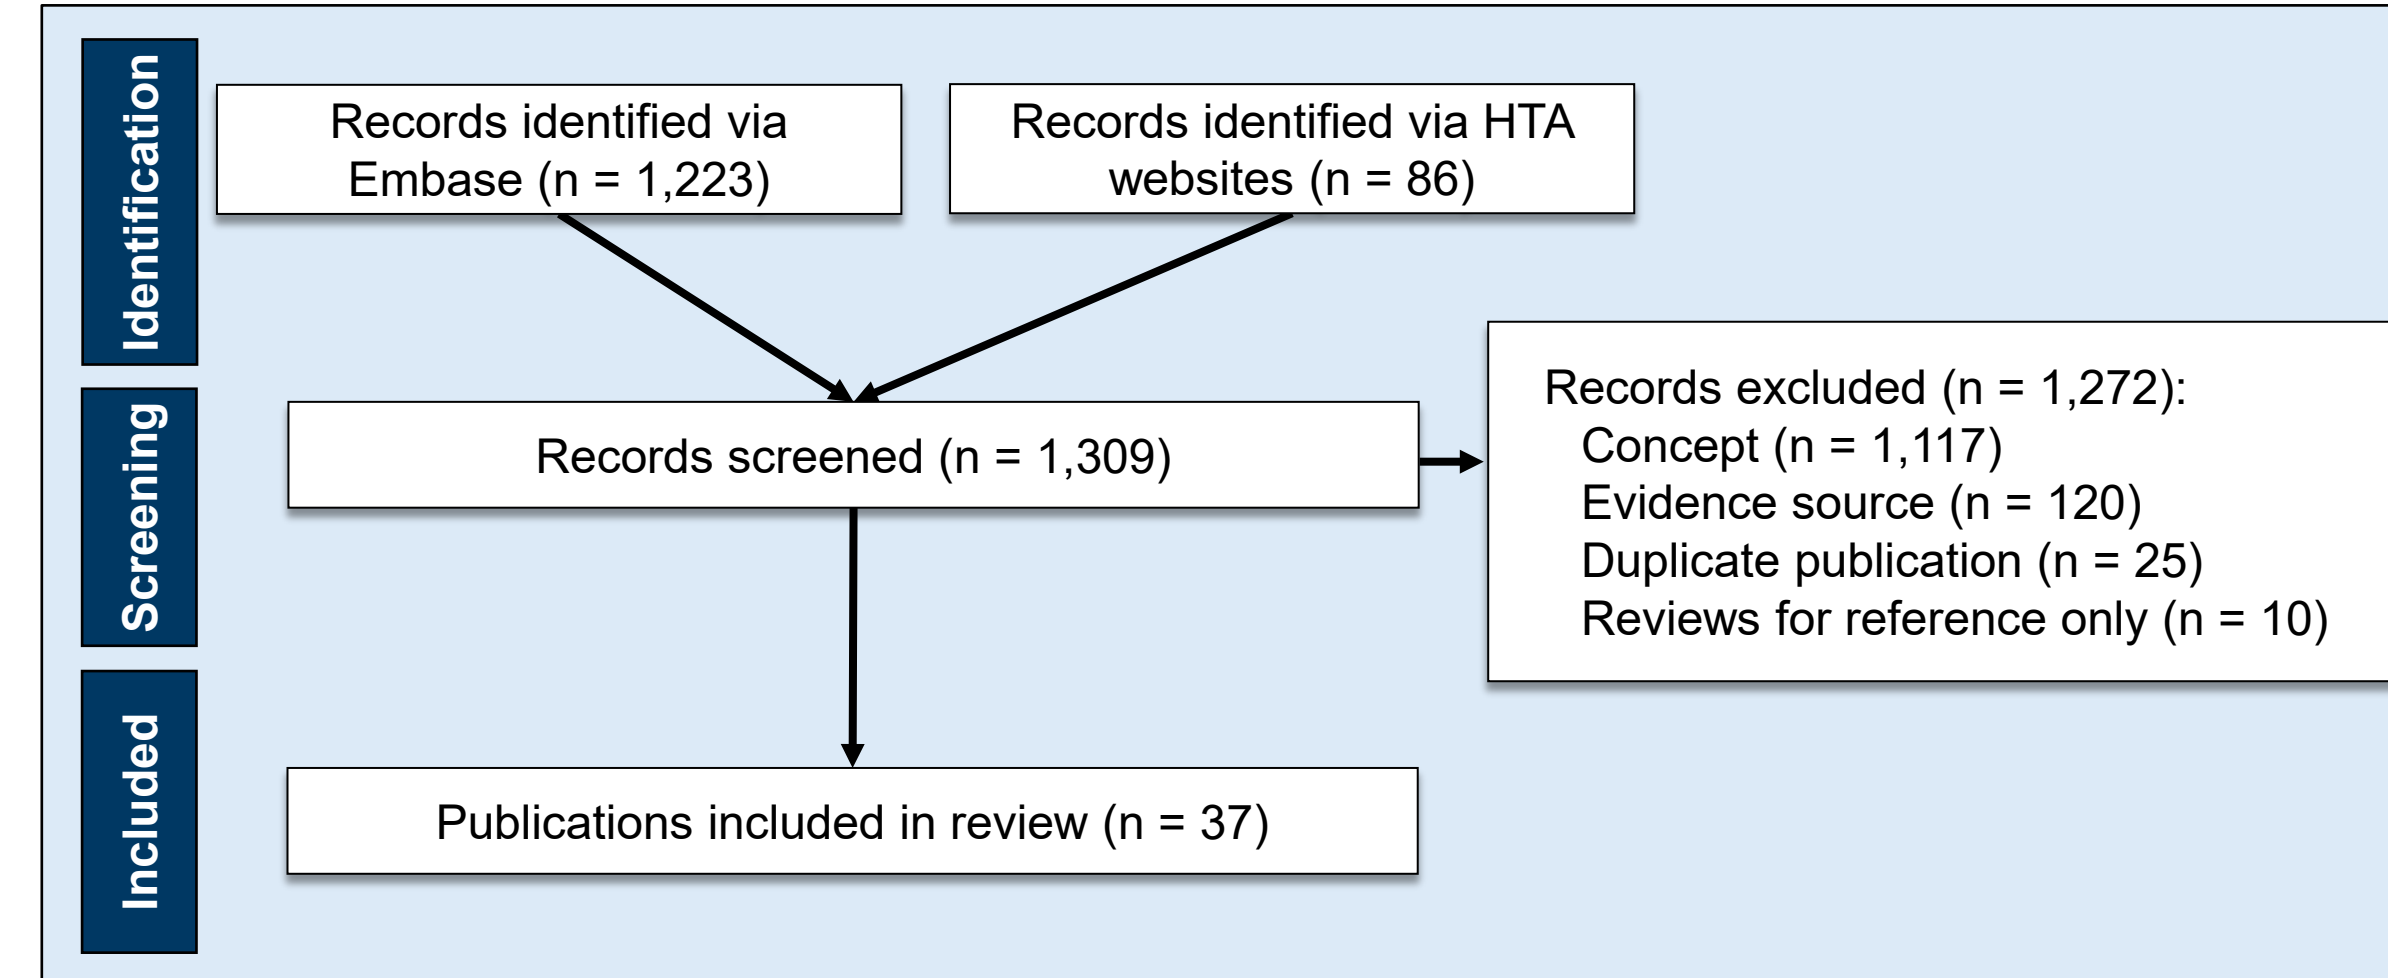 Identification
Records identified via
Embase (n = 1,223)
Records identified via HTA
websites (n = 86)
Screening
Records screened (n = 1,309)
Records excluded (n = 1,272):
Concept (n = 1,117)
Evidence source (n = 120)
Duplicate publication (n = 25)
Reviews for reference only (n = 10)
Included
Publications included in review (n = 37)